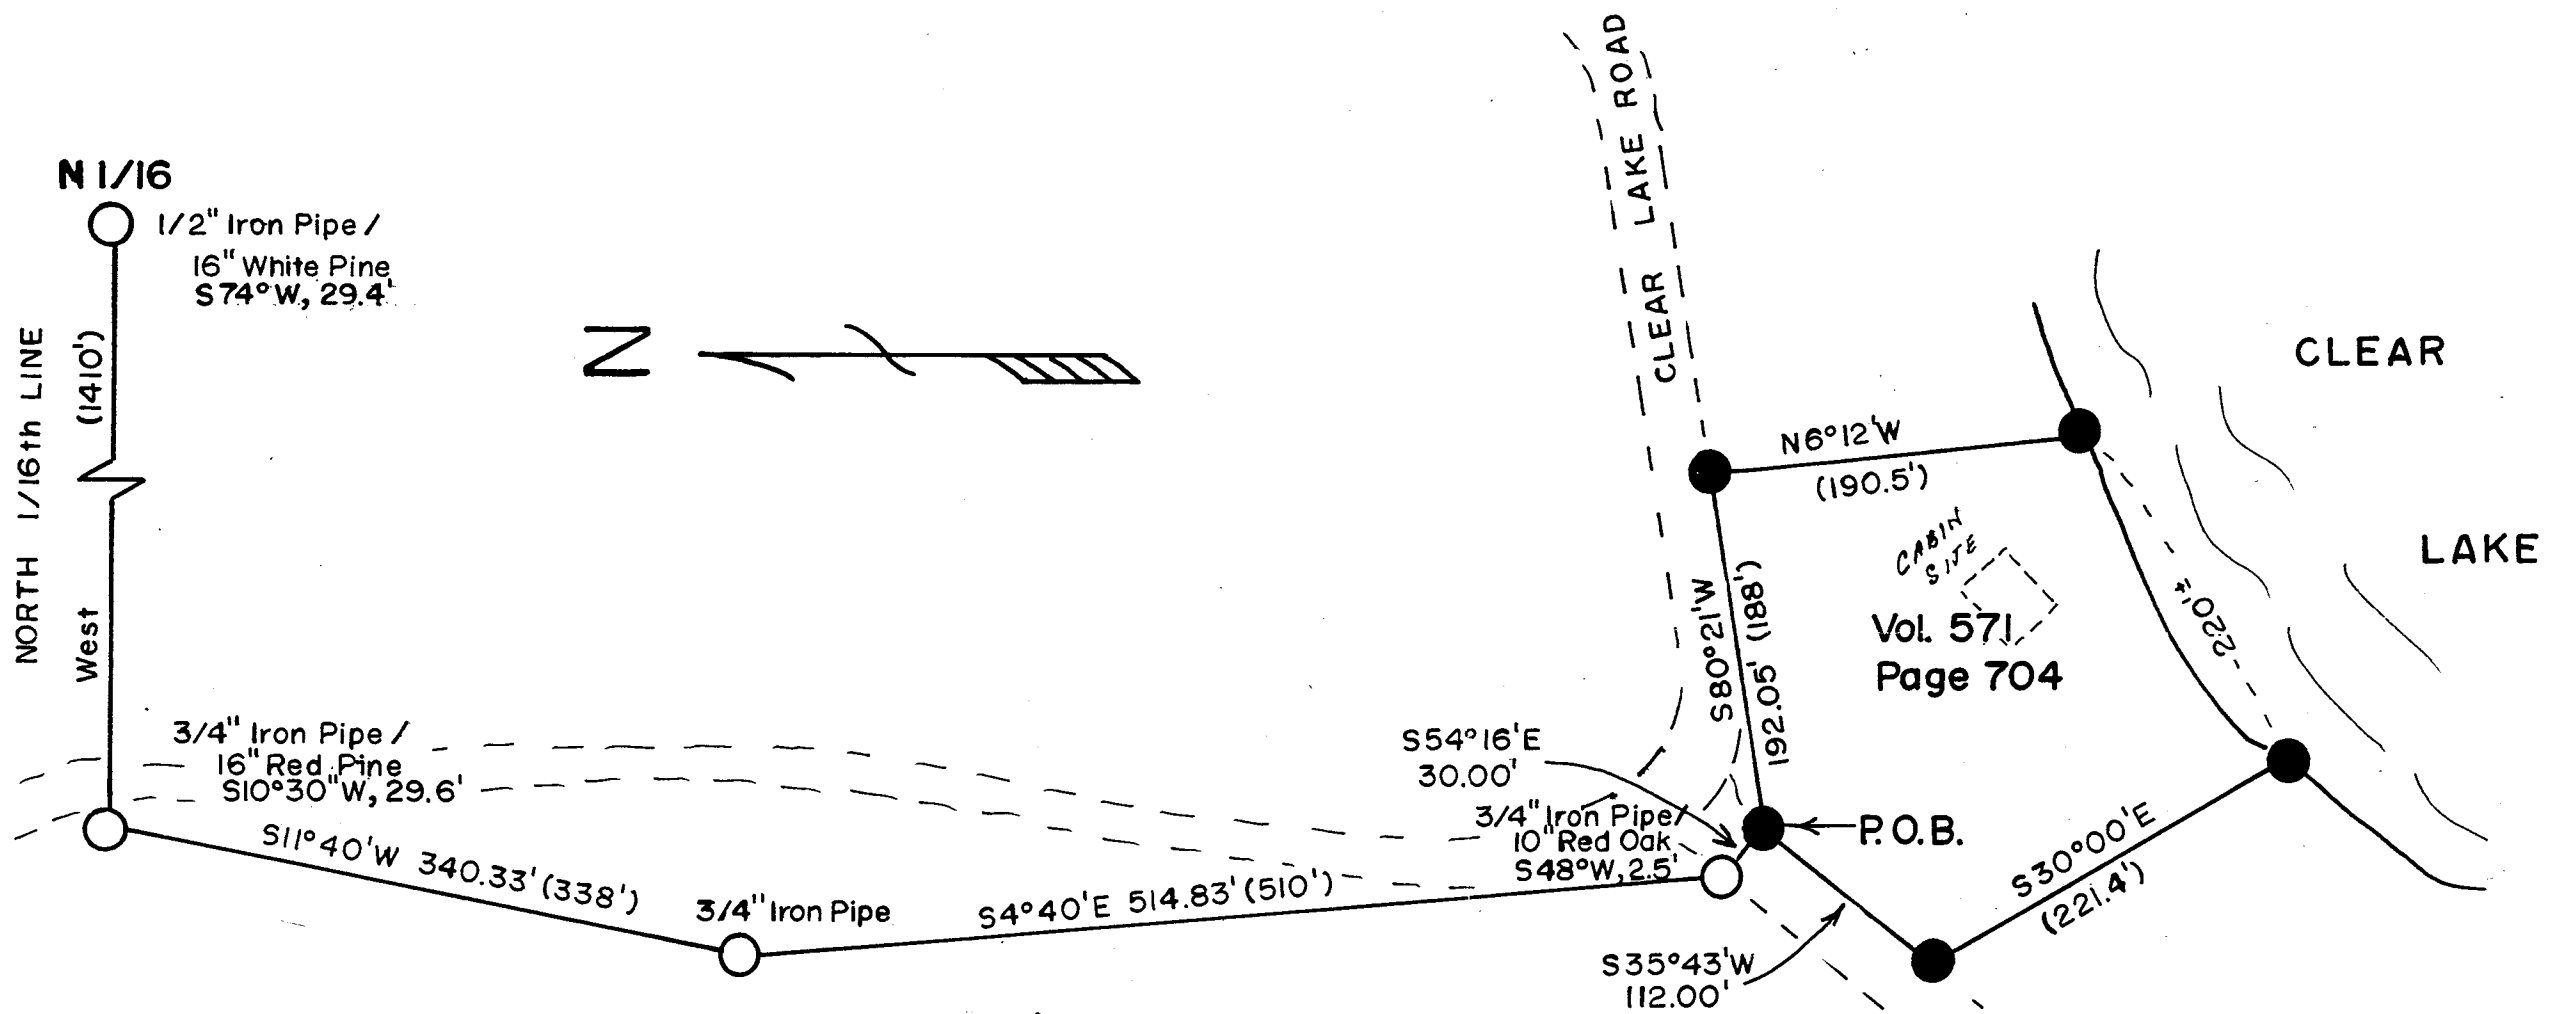 N 1/16
1/2" Iron Pipe /
16" White Pine
S74°W, 29.4'
NORTH 1/16th LINE
(1410')
West
N
CLEAR LAKE ROAD
CLEAR
LAKE
N6°12'W
(190.5')
CABIN
SITE
Vol. 571
Page 704
220'±
S80°21'W
192.05' (188')
3/4" Iron Pipe /
16" Red Pine
S10°30"W, 29.6'
S11°40'W 340.33' (338')
3/4" Iron Pipe
S4°40'E 514.83' (510')
S54°16'E
30.00'
3/4" Iron Pipe/
10" Red Oak
S48°W, 2.5'
P.O.B.
S35°43'W
112.00'
S30°00'E
(221.4')